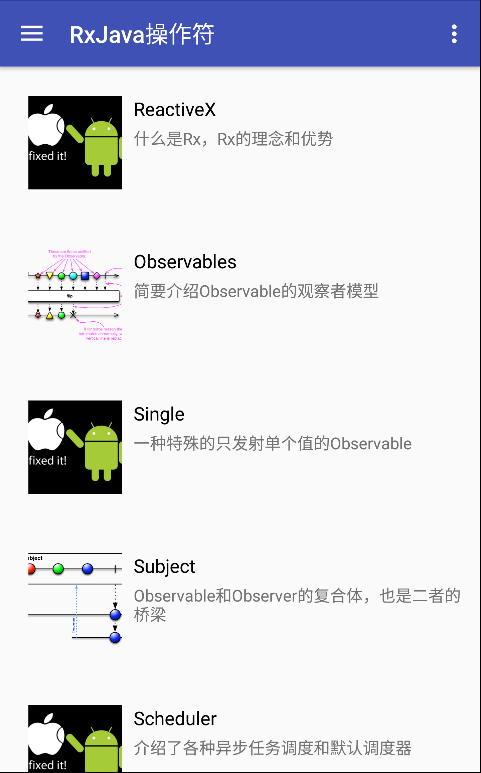 RxJava操作符
ReactiveX
什么是Rx，Rx的理念和优势
fixed it!
Observables
简要介绍Observable的观察者模型
flip
Single
一种特殊的只发射单个值的Observable
fixed it!
Subject
Observable和Observer的复合体，也是二者的
桥梁
bject
Scheduler
介绍了各种异步任务调度和默认调度器
fixed it!